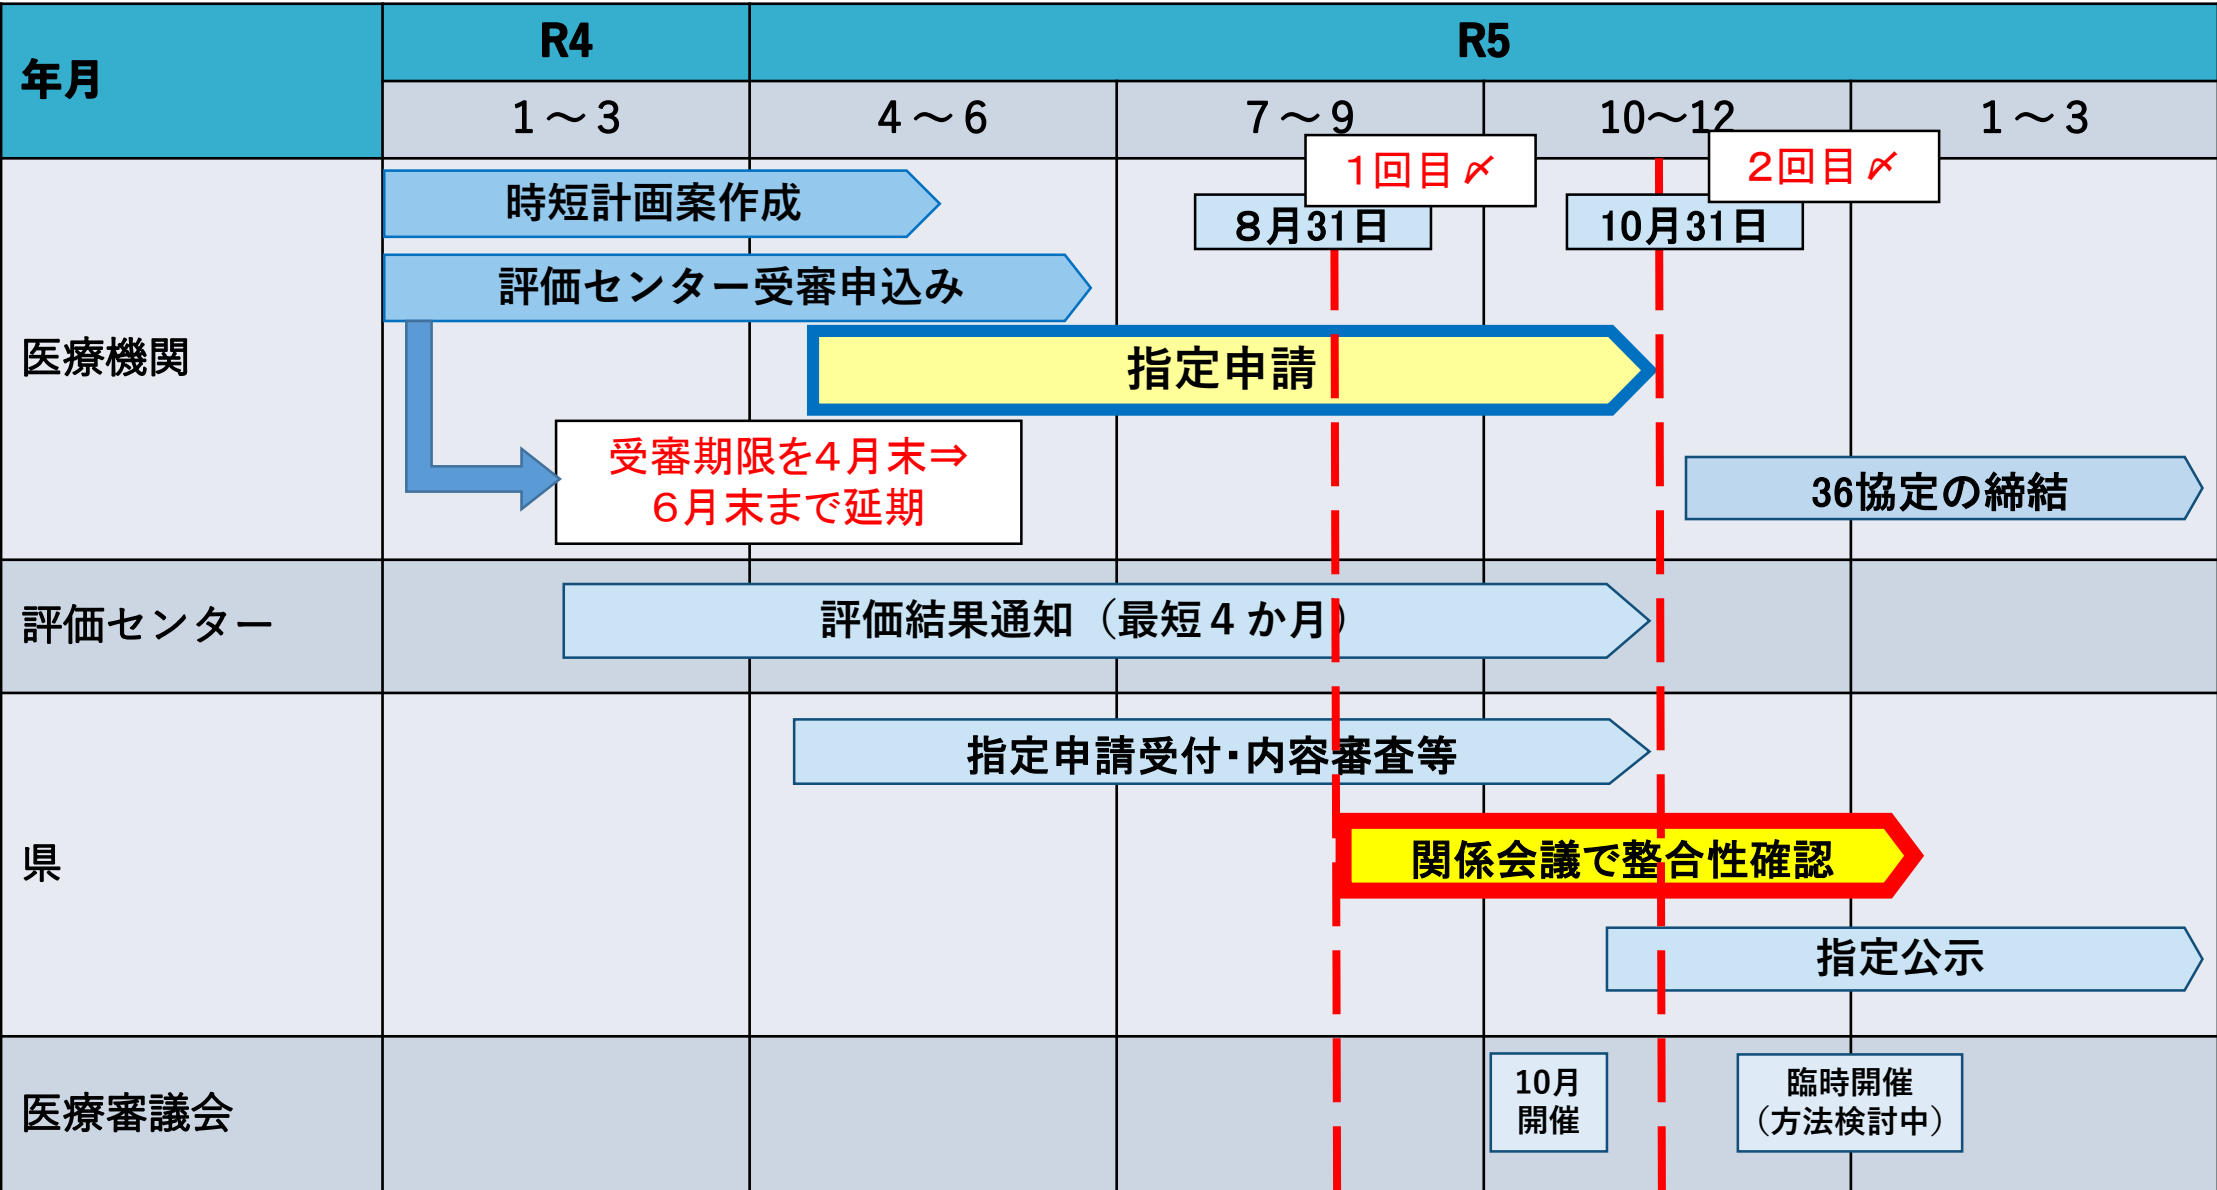 年月
R4
R5
1～3
4～6
7～9
10～12
1～3
1回目〆
2回目〆
8月31日
10月31日
医療機関
時短計画案作成
評価センター受審申込み
指定申請
受審期限を4月末⇒
6月末まで延期
36協定の締結
評価センター
評価結果通知（最短4か月）
県
指定申請受付・内容審査等
関係会議で整合性確認
指定公示
医療審議会
10月
開催
臨時開催
（方法検討中）